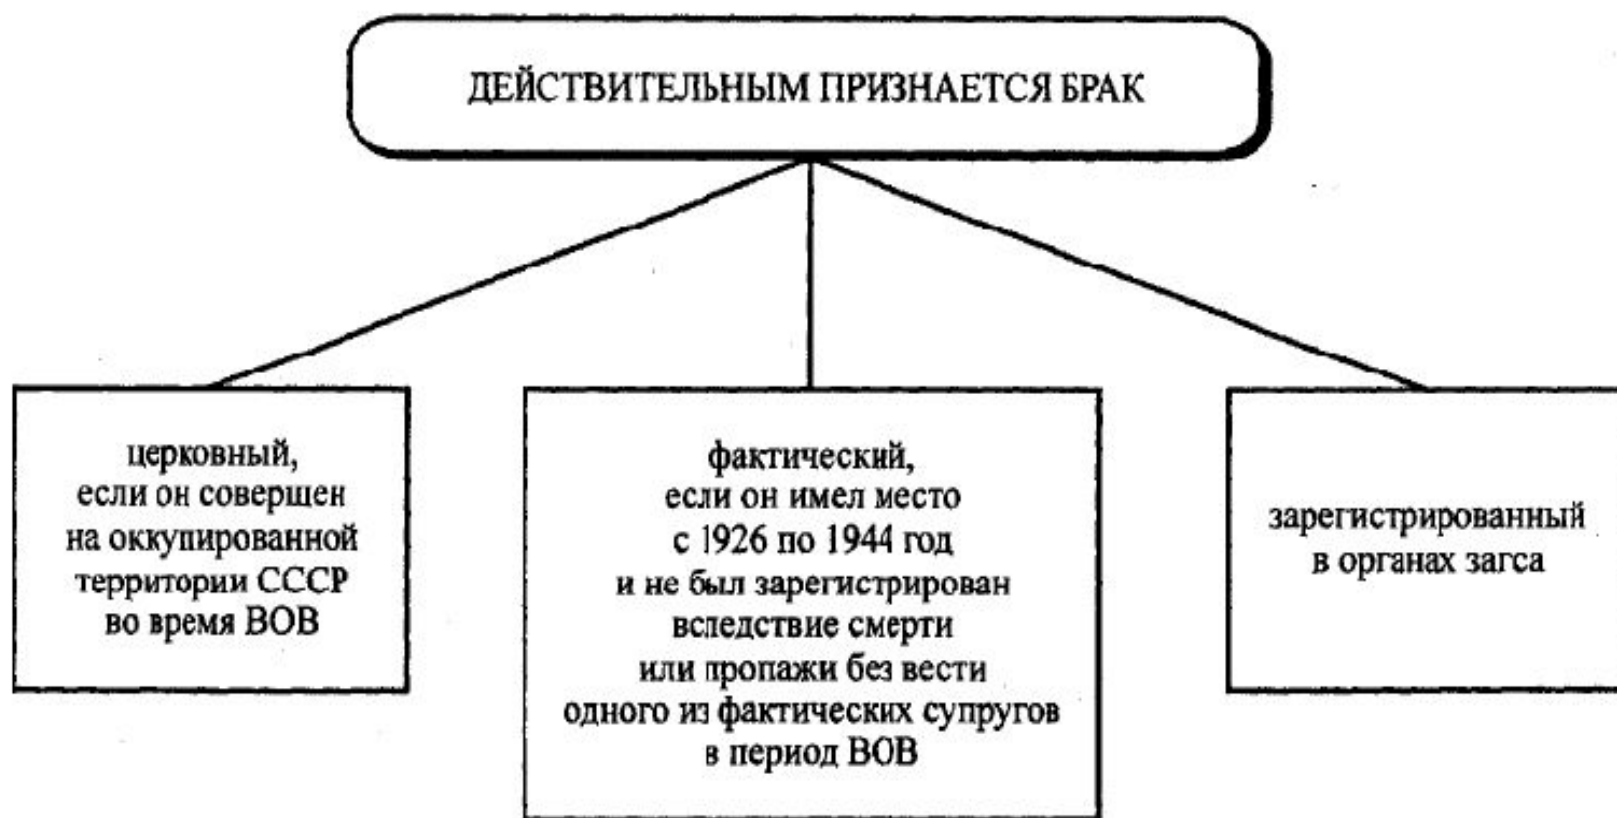 ДЕЙСТВИТЕЛЬНЫМ ПРИЗНАЕТСЯ БРАК
церковный,
если он совершен
на оккупированной
территории СССР
во время ВОВ
фактический,
если он имел место
с 1926 по 1944 год
и не был зарегистрирован
вследствие смерти
или пропажи без вести
одного из фактических супругов
в период ВОВ
зарегистрированный
в органах загса